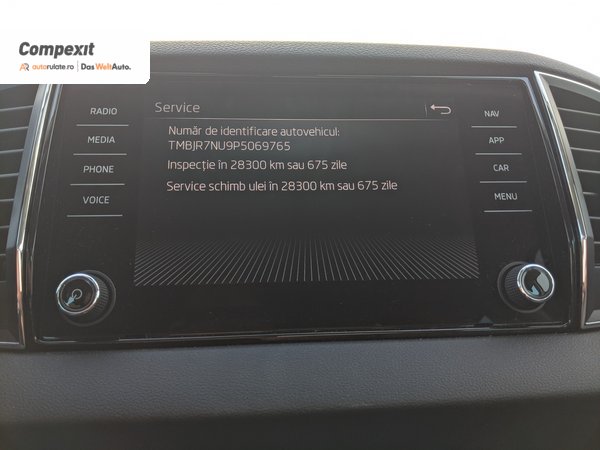 Compexit
AR autorulate.ro | Das WeltAuto.
RADIO
MEDIA
PHONE
VOICE
Service
Număr de identificare autovehicul:
TMBJR7NU9P5069765
Inspecție în 28300 km sau 675 zile
Service schimb ulei în 28300 km sau 675 zile
NAV
APP
CAR
MENU